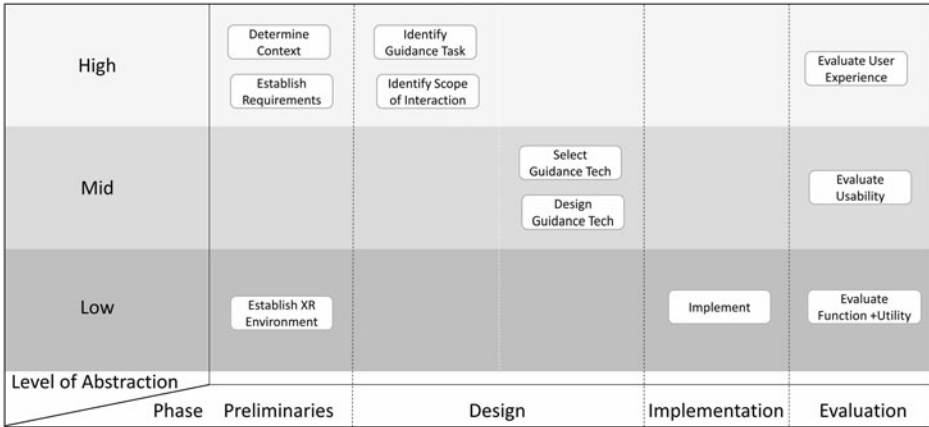 High
Determine
Context
Establish
Requirements
Identify
Guidance Task
Identify Scope
of Interaction
Evaluate User
Experience
Mid
Select
Guidance Tech
Design
Guidance Tech
Evaluate
Usability
Low
Establish XR
Environment
Implement
Evaluate
Function +Utility
Level of Abstraction
Phase
Preliminaries
Design
Implementation
Evaluation